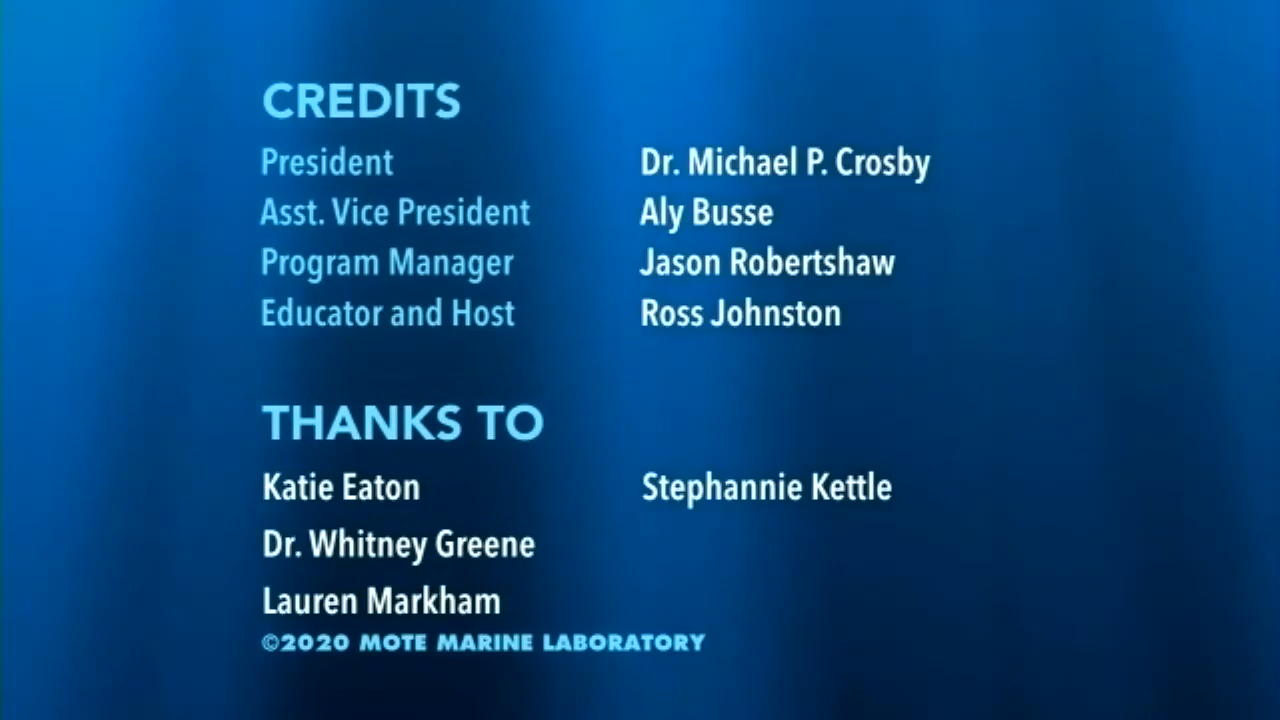 CREDITS
President Dr. Michael P. Crosby
Asst. Vice President Aly Busse
Program Manager Jason Robertshaw
Educator and Host Ross Johnston
THANKS TO
Katie Eaton Stephannie Kettle
Dr. Whitney Greene
Lauren Markham
©2020 MOTE MARINE LABORATORY